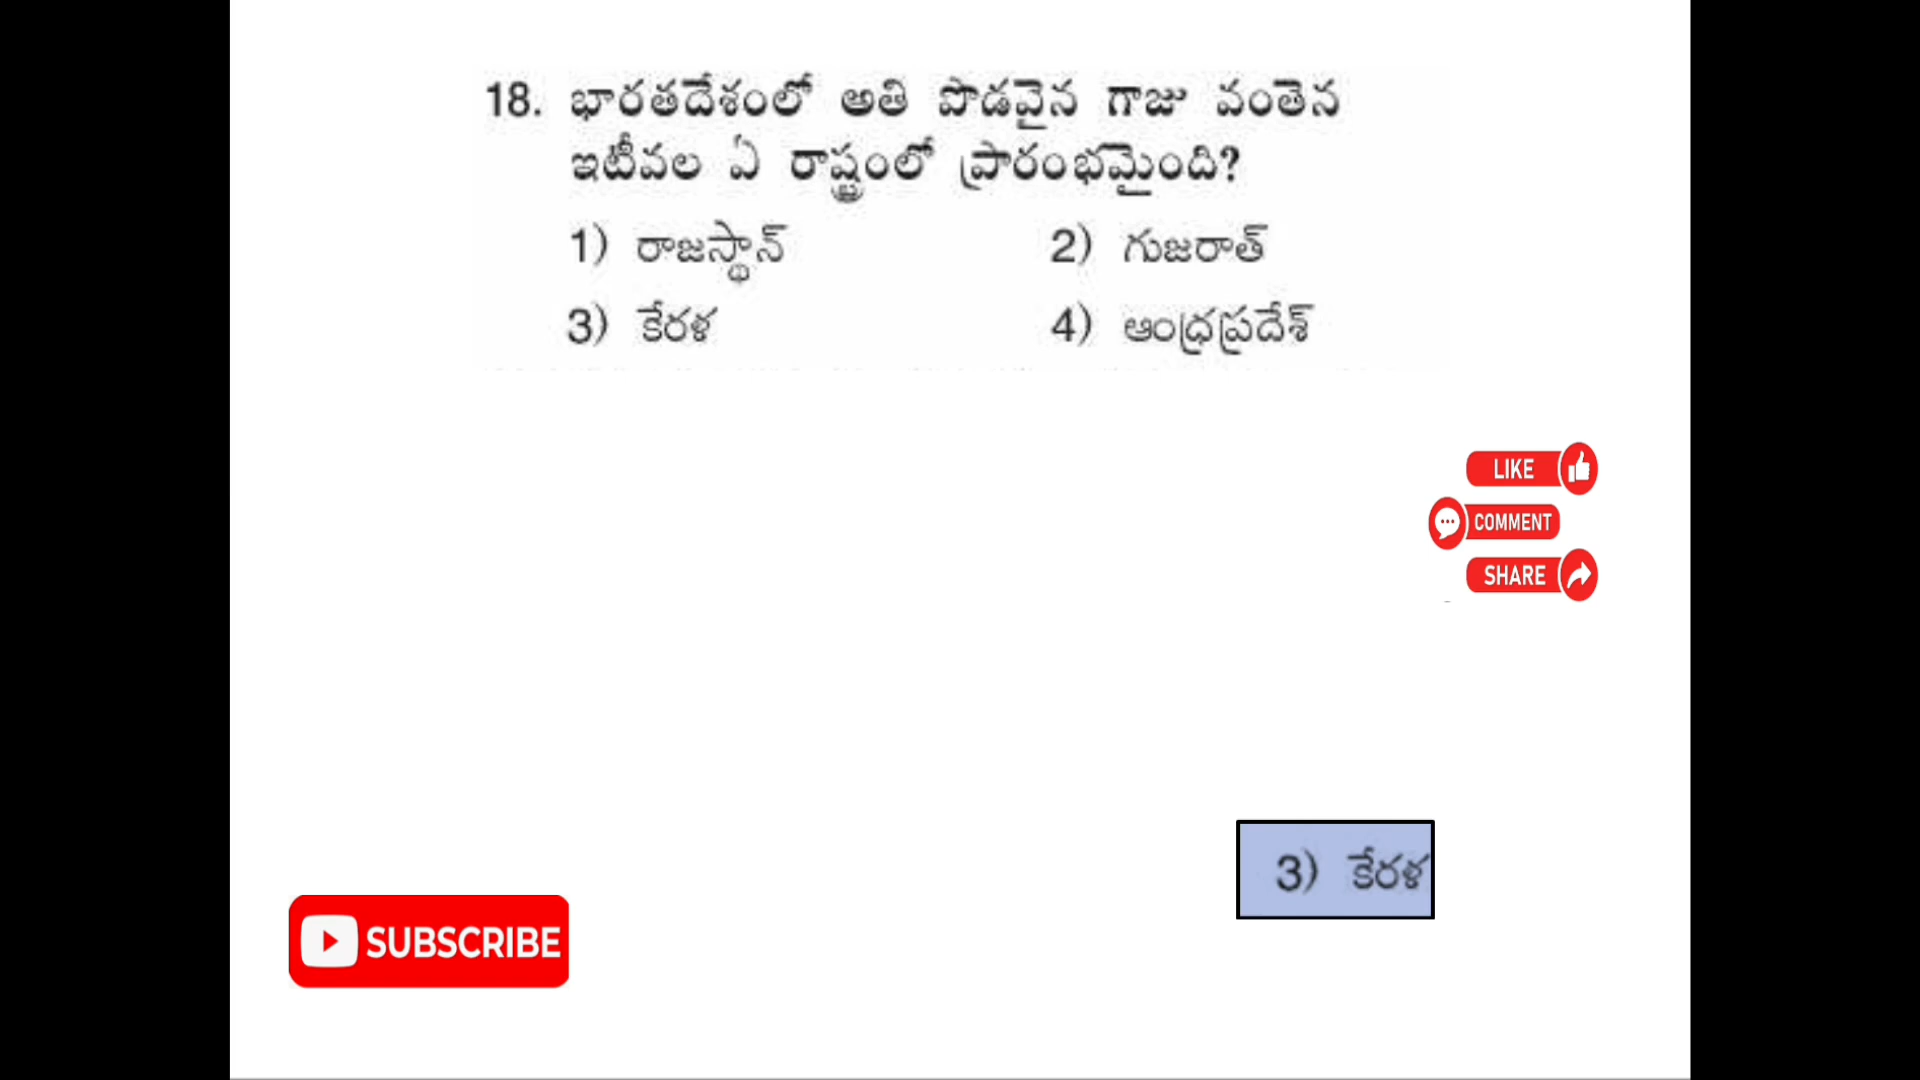 18. భారతదేశంలో అతి పొడవైన గాజు వంతెన
ఇటీవల ఏ రాష్ట్రంలో ప్రారంభమైంది?
1) రాజస్థాన్ 2) గుజరాత్
3) కేరళ 4) ఆంధ్రప్రదేశ్
LIKE
COMMENT
SHARE
3) కేరళ
SUBSCRIBE